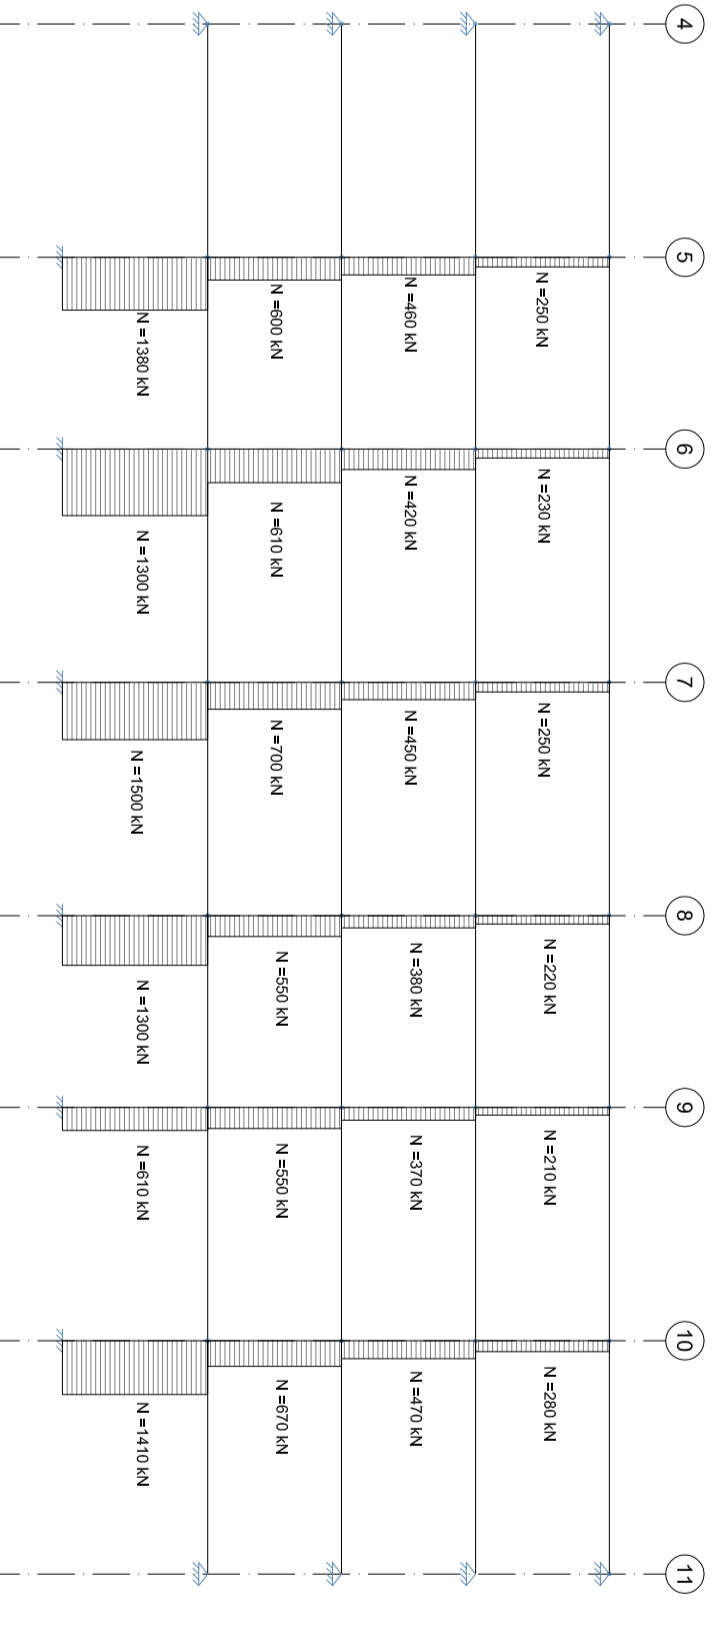 4
5
6
7
8
9
10
11
N =250 kN
N =230 kN
N =250 kN
N =220 kN
N =210 kN
N =280 kN
N =460 kN
N =420 kN
N =450 kN
N =380 kN
N =370 kN
N =470 kN
N =600 kN
N =610 kN
N =700 kN
N =550 kN
N =550 kN
N =670 kN
N =1380 kN
N =1300 kN
N =1500 kN
N =1300 kN
N =610 kN
N =1410 kN